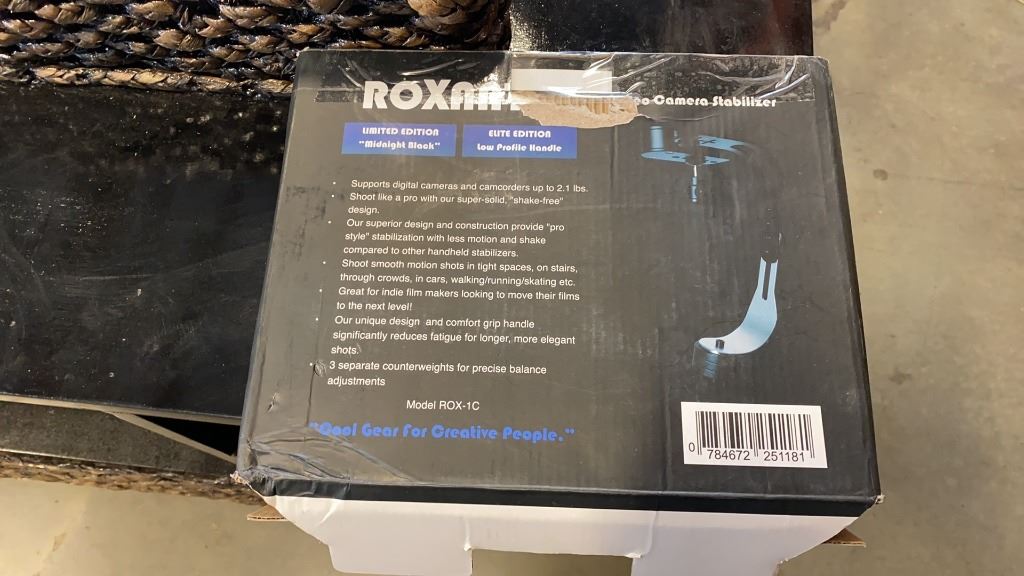 Camera Stabilizer
LIMITED EDITION
"Midnight Black"
ELITE EDITION
Low Profile Handle
• Supports digital cameras and camcorders up to 2.1 lbs.
• Shoot like a pro with our super-solid, "shake-free"
design.
• Our superior design and construction provide "pro
style" stabilization with less motion and shake
compared to other handheld stabilizers.
• Shoot smooth motion shots in tight spaces, on stairs,
through crowds, in cars, walking/running/skating etc.
• Great for indie film makers looking to move their films
to the next level!
• Our unique design and comfort grip handle
significantly reduces fatigue for longer, more elegant
shots.
• 3 separate counterweights for precise balance
adjustments
Model ROX-1C
"Cool Gear For Creative People."
0 784672 251181